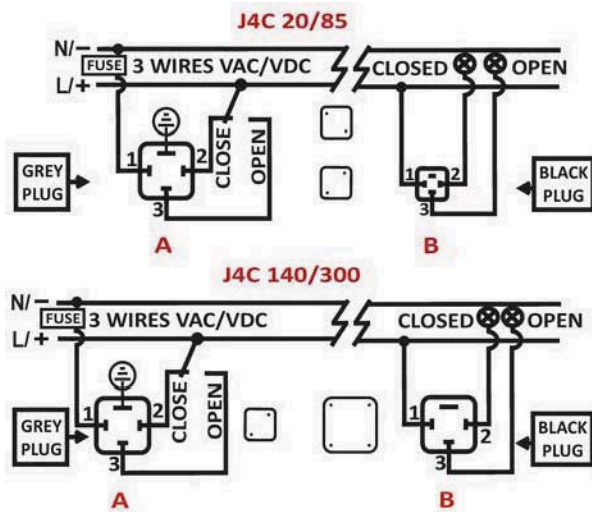 J4C 20/85
N/–
FUSE 3 WIRES VAC/VDC CLOSED OPEN
L/+
1 2 CLOSE OPEN 1 2
GREY PLUG
BLACK PLUG
3 3
A B
J4C 140/300
N/–
FUSE 3 WIRES VAC/VDC CLOSED OPEN
L/+
1 2 CLOSE OPEN 1 2
GREY PLUG
BLACK PLUG
3 3
A B